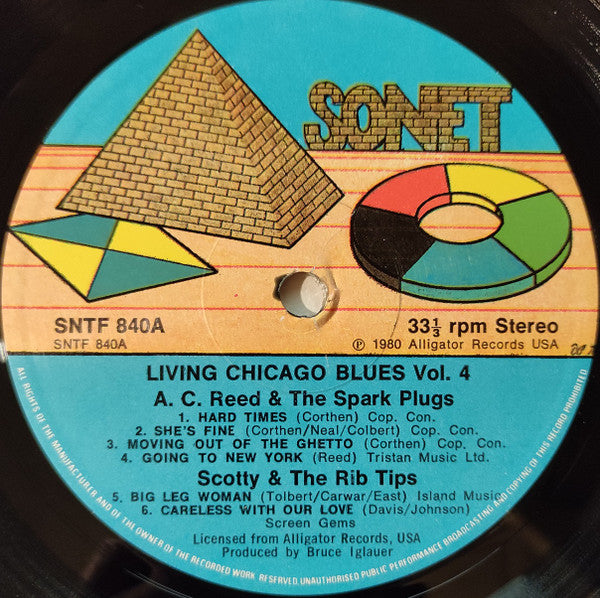 SONET
SNTF 840A
SNTF 840A
33⅓ rpm Stereo
℗ 1980 Alligator Records USA
LIVING CHICAGO BLUES Vol. 4
A. C. Reed & The Spark Plugs
1. HARD TIMES (Corthen) Cop. Con.
2. SHE'S FINE (Corthen/Neal/Colbert) Cop. Con.
3. MOVING OUT OF THE GHETTO (Corthen) Cop. Con.
4. GOING TO NEW YORK (Reed) Tristan Music Ltd.
Scotty & The Rib Tips
5. BIG LEG WOMAN (Tolbert/Carwar/East) Island Music
6. CARELESS WITH OUR LOVE (Davis/Johnson)
Screen Gems
Licensed from Alligator Records, USA
Produced by Bruce Iglauer
ALL RIGHTS OF THE MANUFACTURER AND OF THE OWNER OF THE RECORDED WORK RESERVED. UNAUTHORISED PUBLIC PERFORMANCE BROADCASTING AND COPYING OF THIS RECORD PROHIBITED